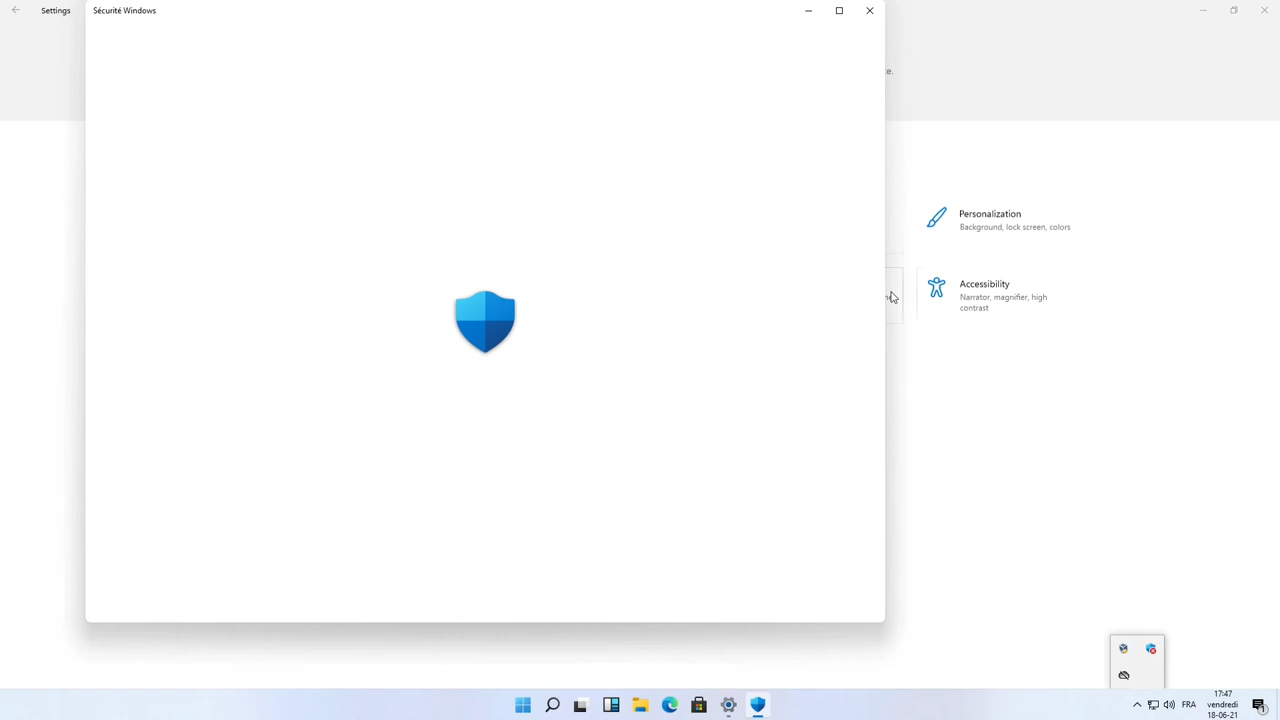 Settings
Sécurité Windows
Personalization
Background, lock screen, colors
Accessibility
Narrator, magnifier, high
contrast
FRA
17:47
vendredi
18-06-21
1